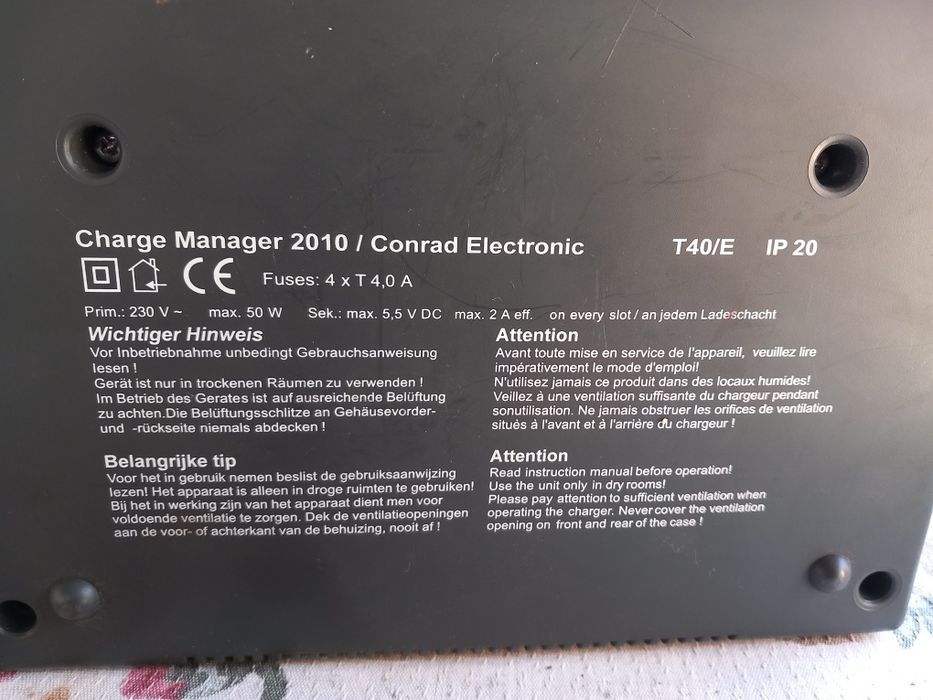 Charge Manager 2010 / Conrad Electronic T40/E IP 20
CE Fuses: 4 x T 4,0 A
Prim.: 230 V ~ max. 50 W Sek.: max. 5,5 V DC max. 2 A eff. on every slot / an jedem Ladeschacht
Wichtiger Hinweis
Vor Inbetriebnahme unbedingt Gebrauchsanweisung
lesen !
Gerät ist nur in trockenen Räumen zu verwenden !
Im Betrieb des Gerates ist auf ausreichende Belüftung
zu achten.Die Belüftungsschlitze an Gehäusevorder-
und -rückseite niemals abdecken !
Attention
Avant toute mise en service de l'appareil, veuillez lire
impérativement le mode d'emploi!
N'utilisez jamais ce produit dans des locaux humides!
Veillez à une ventilation suffisante du chargeur pendant
sonutilisation. Ne jamais obstruer les orifices de ventilation
situès à l'avant et à l'arrière du chargeur !
Belangrijke tip
Voor het in gebruik nemen beslist de gebruiksaanwijzing
lezen! Het apparaat is alleen in droge ruimten te gebruiken!
Bij het in werking zijn van het apparaat dient men voor
voldoende ventilatie te zorgen. Dek de ventilatieopeningen
aan de voor- of achterkant van de behuizing, nooit af !
Attention
Read instruction manual before operation!
Use the unit only in dry rooms!
Please pay attention to sufficient ventilation when
operating the charger. Never cover the ventilation
opening on front and rear of the case !